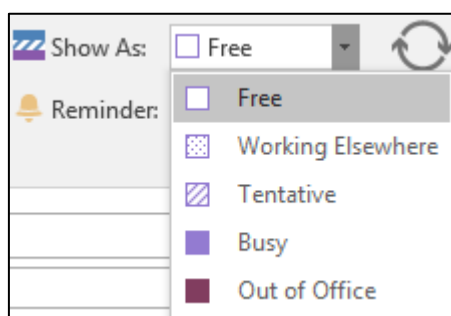 Show As: Free
Reminder: Free
Working Elsewhere
Tentative
Busy
Out of Office